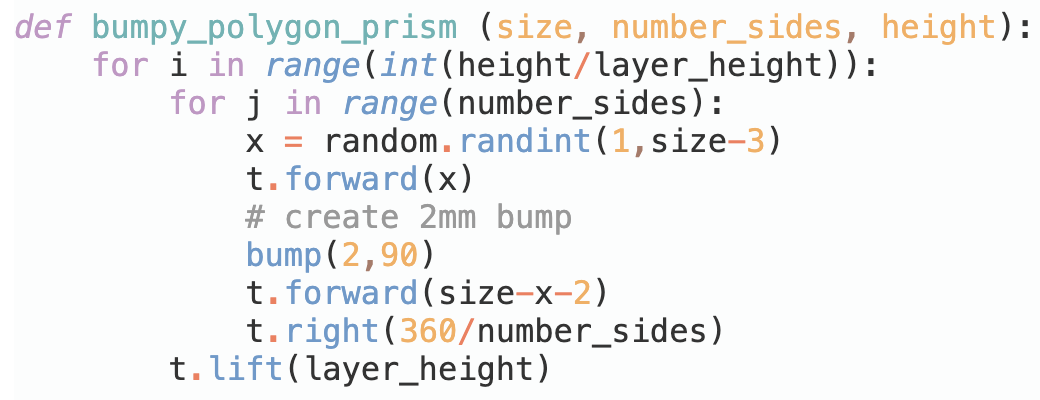 def bumpy_polygon_prism (size, number_sides, height):
    for i in range(int(height/layer_height)):
        for j in range(number_sides):
            x = random.randint(1,size-3)
            t.forward(x)
            # create 2mm bump
            bump(2,90)
            t.forward(size-x-2)
            t.right(360/number_sides)
        t.lift(layer_height)